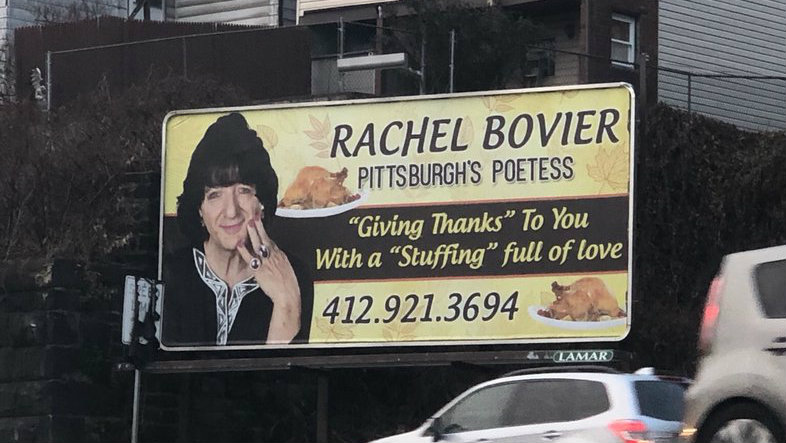 RACHEL BOVIER
PITTSBURGH'S POETESS
"Giving Thanks" To You
With a "Stuffing" full of love
412.921.3694
LAMAR